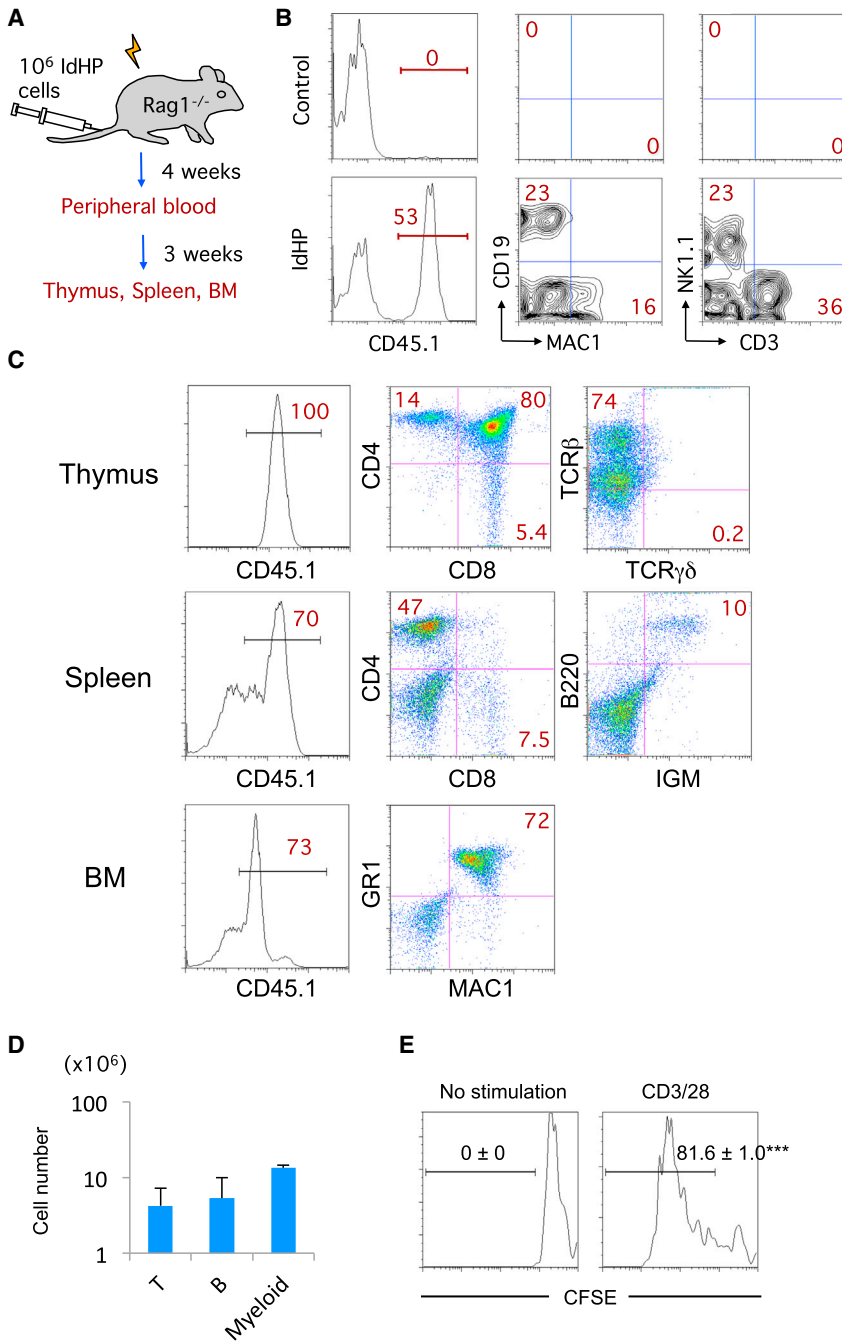 A
10⁶ IdHP
cells
Rag1⁻/⁻
4 weeks
Peripheral blood
3 weeks
Thymus, Spleen, BM
B
Control
0
0
0
0
0
IdHP
53
23
16
23
36
CD45.1
CD19
MAC1
NK1.1
CD3
C
Thymus
100
14
80
5.4
74
0.2
CD45.1
CD4
CD8
TCRβ
TCRγδ
Spleen
70
47
7.5
10
CD45.1
CD4
CD8
B220
IGM
BM
73
72
CD45.1
GR1
MAC1
D
(x10⁶)
Cell number
100
10
1
T
B
Myeloid
E
No stimulation
CD3/28
0 ± 0
81.6 ± 1.0***
CFSE